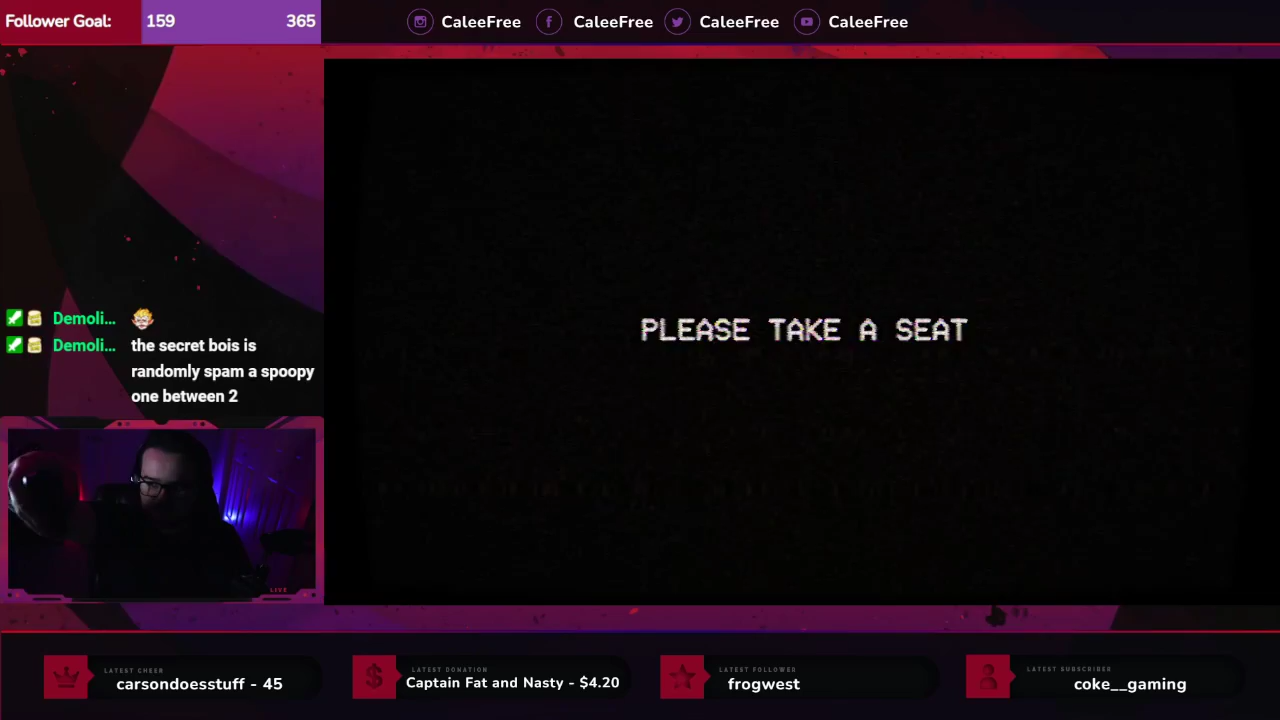 Follower Goal: 159 365
CaleeFree CaleeFree CaleeFree CaleeFree
PLEASE TAKE A SEAT
Demoli...
Demoli... the secret bois is
randomly spam a spoopy
one between 2
LIVE
LATEST CHEER
carsondoesstuff - 45
LATEST DONATION
Captain Fat and Nasty - $4.20
LATEST FOLLOWER
frogwest
LATEST SUBSCRIBER
coke__gaming